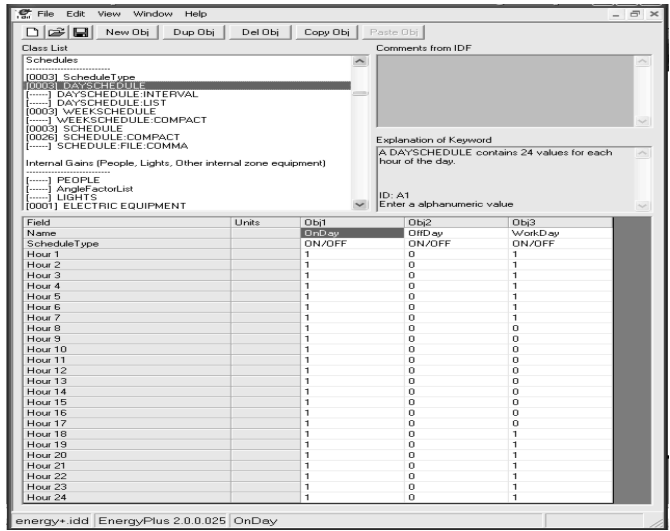 File Edit View Window Help
New Obj Dup Obj Del Obj Copy Obj Paste Obj
Class List
Schedules
------------------------
[0003] ScheduleType
[0003] DAYSCHEDULE
[------] DAYSCHEDULE:INTERVAL
[------] DAYSCHEDULE:LIST
[0003] WEEKSCHEDULE
[------] WEEKSCHEDULE:COMPACT
[0003] SCHEDULE
[0026] SCHEDULE:COMPACT
[------] SCHEDULE:FILE:COMMA
Internal Gains (People, Lights, Other internal zone equipment)
------------------------
[------] PEOPLE
[------] AngleFactorList
[------] LIGHTS
[0001] ELECTRIC EQUIPMENT
Comments from IDF
Explanation of Keyword
A DAYSCHEDULE contains 24 values for each
hour of the day.
ID: A1
Enter a alphanumeric value
Field Units Obj1 Obj2 Obj3
Name OnDay OffDay WorkDay
ScheduleType ON/OFF ON/OFF ON/OFF
Hour 1 1 0 1
Hour 2 1 0 1
Hour 3 1 0 1
Hour 4 1 0 1
Hour 5 1 0 1
Hour 6 1 0 1
Hour 7 1 0 1
Hour 8 1 0 0
Hour 9 1 0 0
Hour 10 1 0 0
Hour 11 1 0 0
Hour 12 1 0 0
Hour 13 1 0 0
Hour 14 1 0 0
Hour 15 1 0 0
Hour 16 1 0 0
Hour 17 1 0 0
Hour 18 1 0 1
Hour 19 1 0 1
Hour 20 1 0 1
Hour 21 1 0 1
Hour 22 1 0 1
Hour 23 1 0 1
Hour 24 1 0 1
energy+.idd EnergyPlus 2.0.0.025 OnDay